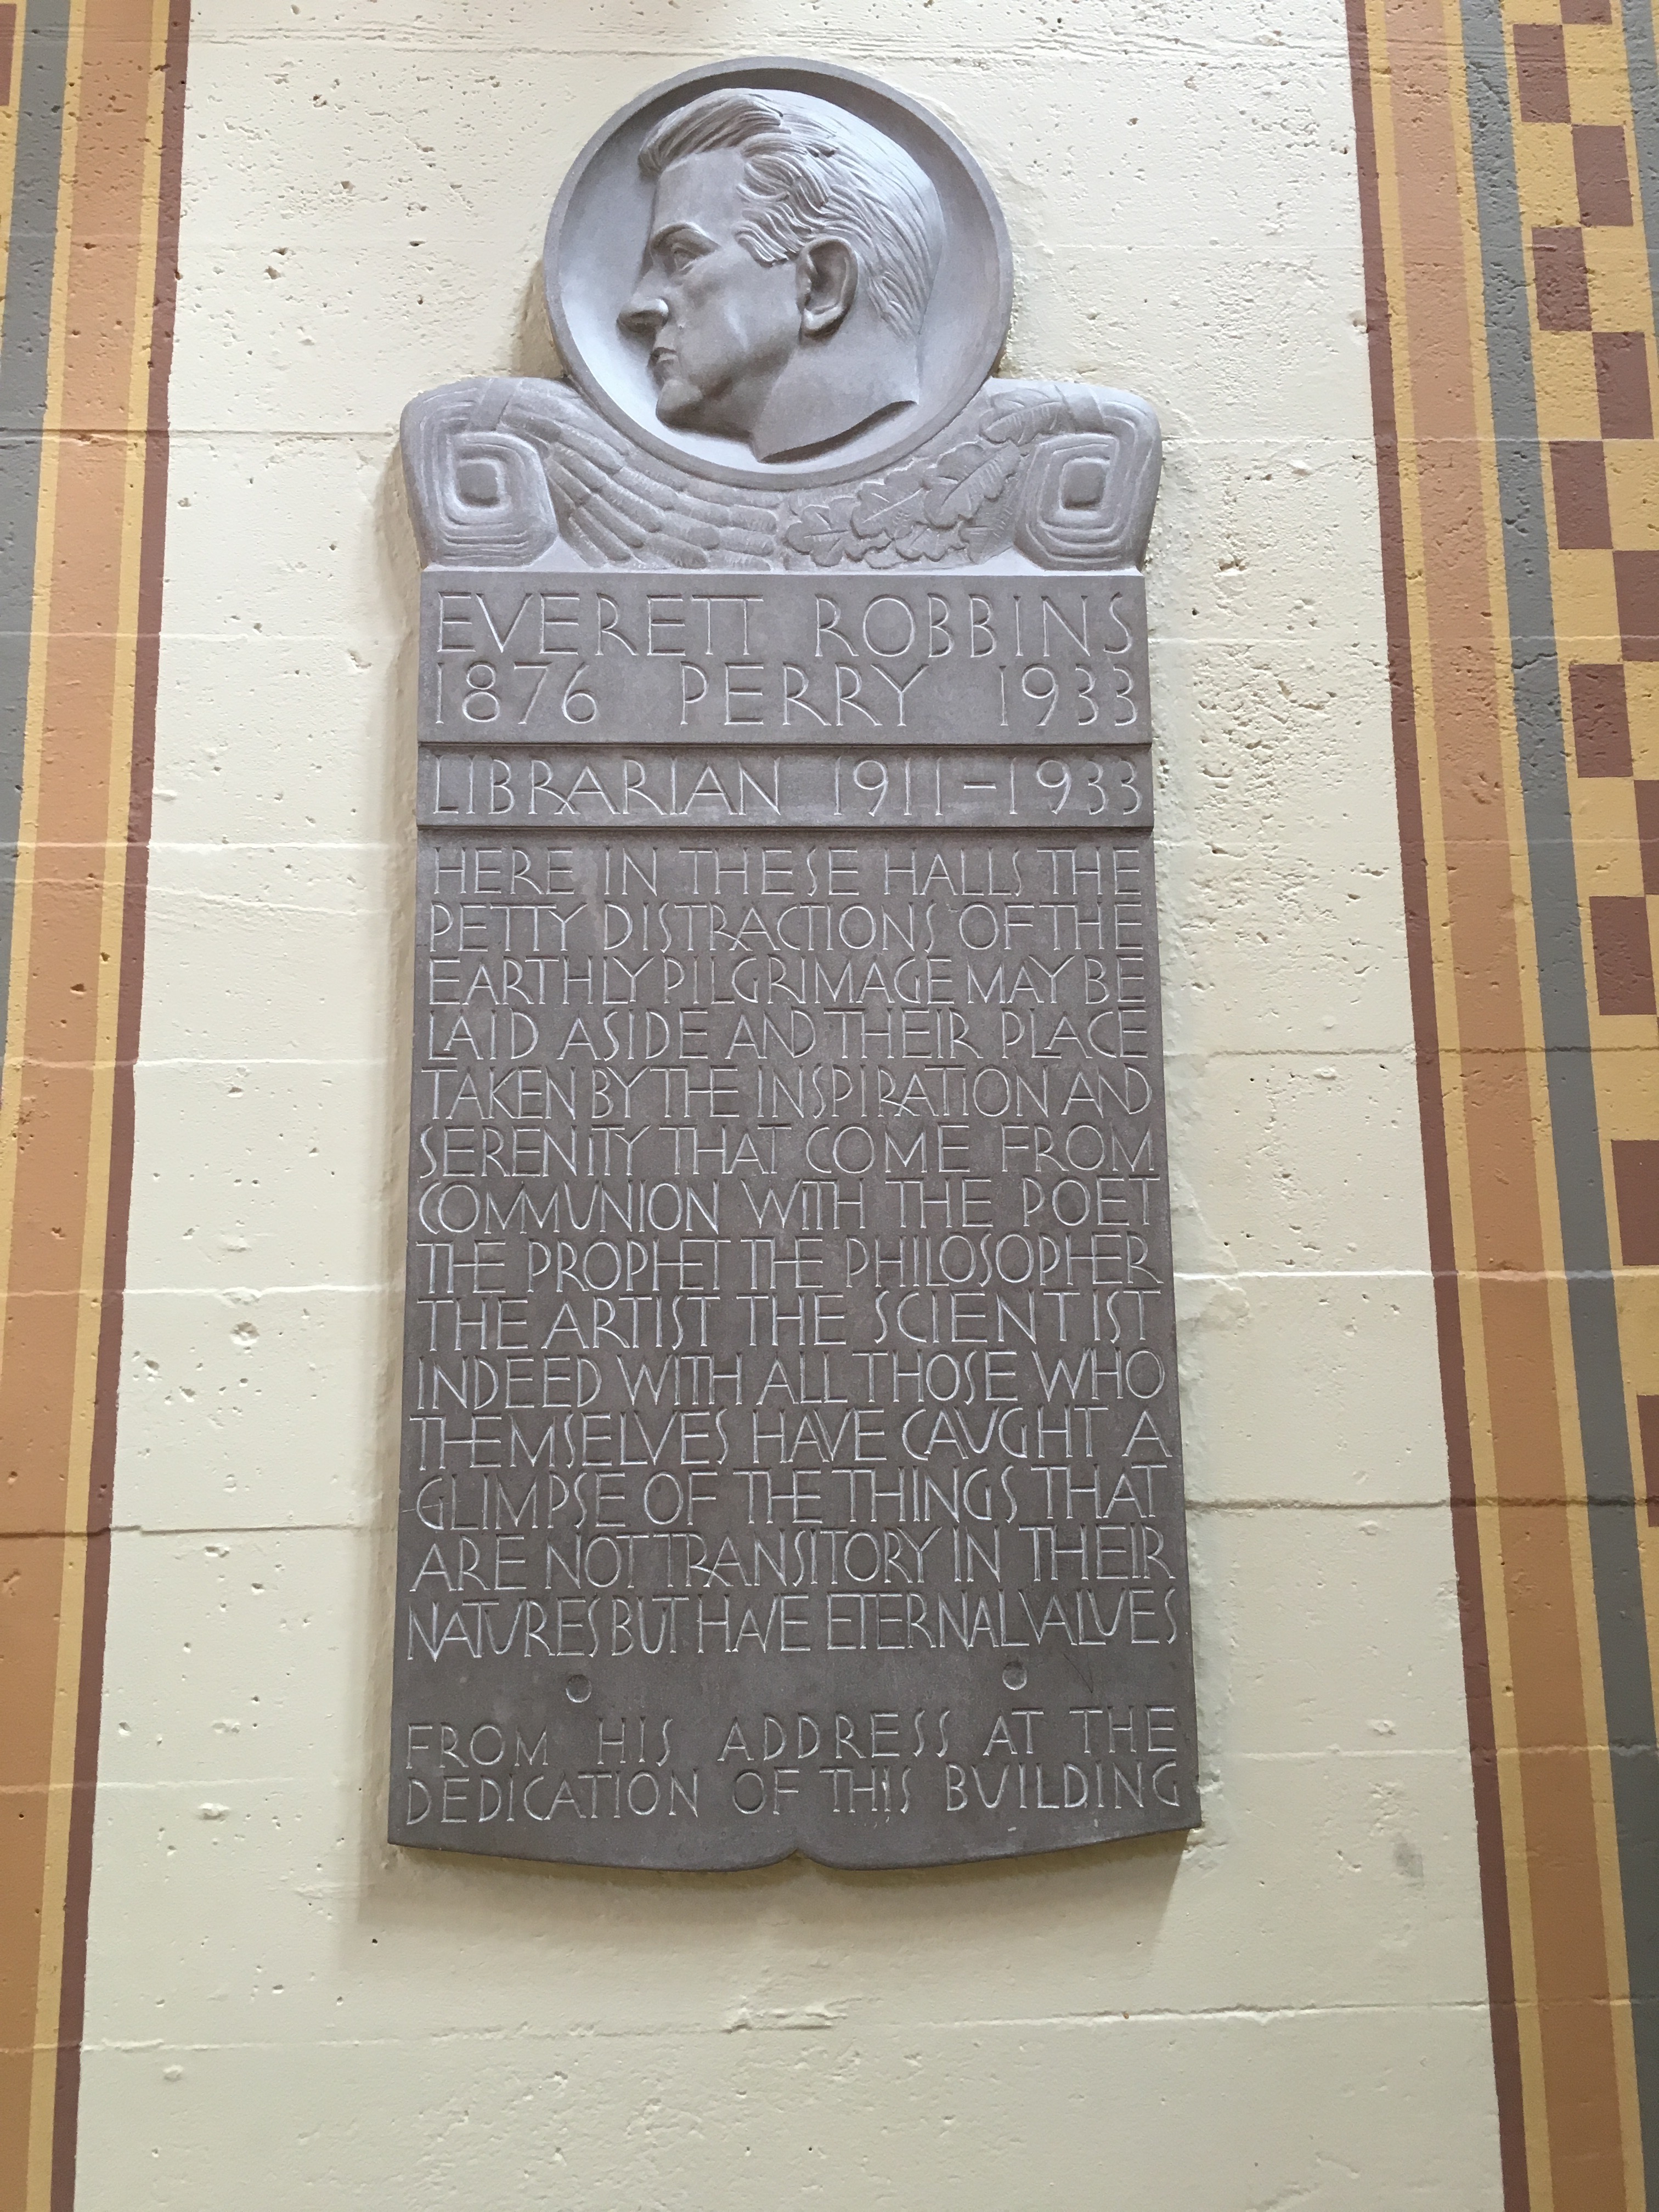 EVERETT ROBBINS
1876 PERRY 1933
LIBRARIAN 1911-1933
HERE IN THESE HALLS THE
PETTY DISTRACTIONS OF THE
EARTHLY PILGRIMAGE MAY BE
LAID ASIDE AND THEIR PLACE
TAKEN BY THE INSPIRATION AND
SERENITY THAT COME FROM
COMMUNION WITH THE POET
THE PROPHET THE PHILOSOPHER
THE ARTIST THE SCIENTIST
INDEED WITH ALL THOSE WHO
THEMSELVES HAVE CAUGHT A
GLIMPSE OF THE THINGS THAT
ARE NOT TRANSITORY IN THEIR
NATURES BUT HAVE ETERNAL VALUES
FROM HIS ADDRESS AT THE
DEDICATION OF THIS BUILDING